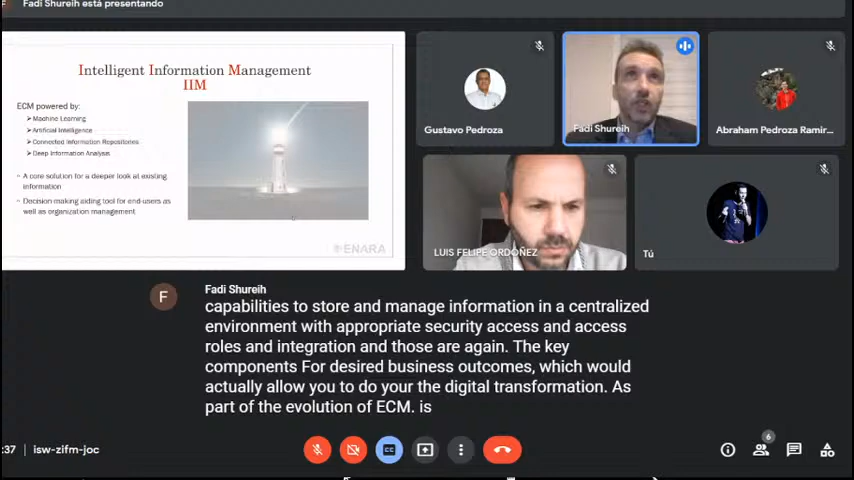 F Fadi Shureih está presentando
Intelligent Information Management
IIM
ECM powered by:
➤ Machine Learning
➤ Artificial Intelligence
➤ Connected Information Repositories
➤ Deep Information Analysis
- A core solution for a deeper look at existing
information
- Decision making aiding tool for end-users as
well as organization management
ENARA
Gustavo Pedroza
Fadi Shureih
Abraham Pedroza Ramir...
LUIS FELIPE ORDOÑEZ
Tú
F
Fadi Shureih
capabilities to store and manage information in a centralized
environment with appropriate security access and access
roles and integration and those are again. The key
components For desired business outcomes, which would
actually allow you to do your the digital transformation. As
part of the evolution of ECM. is
:37 | isw-zifm-joc
CC
6